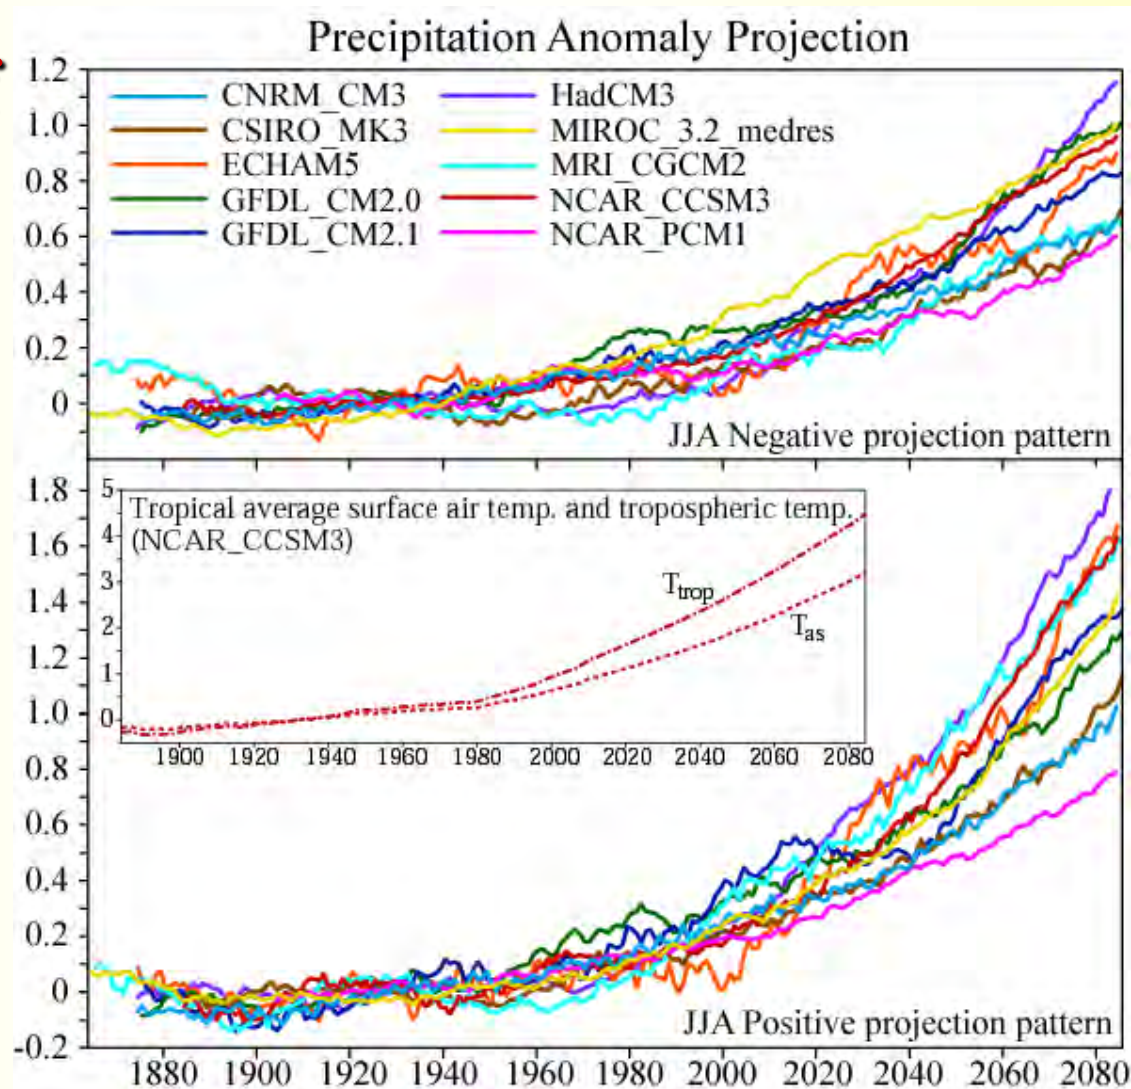 Precipitation Anomaly Projection
1.2
1.0
0.8
0.6
0.4
0.2
0
CNRM_CM3
CSIRO_MK3
ECHAM5
GFDL_CM2.0
GFDL_CM2.1
HadCM3
MIROC_3.2_medres
MRI_CGCM2
NCAR_CCSM3
NCAR_PCM1
JJA Negative projection pattern
1.8
1.6
1.4
1.2
1.0
0.8
0.6
0.4
0.2
0
-0.2
5
4
3
2
1
0
Tropical average surface air temp. and tropospheric temp.
(NCAR_CCSM3)
Ttrop
Tas
1900 1920 1940 1960 1980 2000 2020 2040 2060 2080
JJA Positive projection pattern
1880 1900 1920 1940 1960 1980 2000 2020 2040 2060 2080